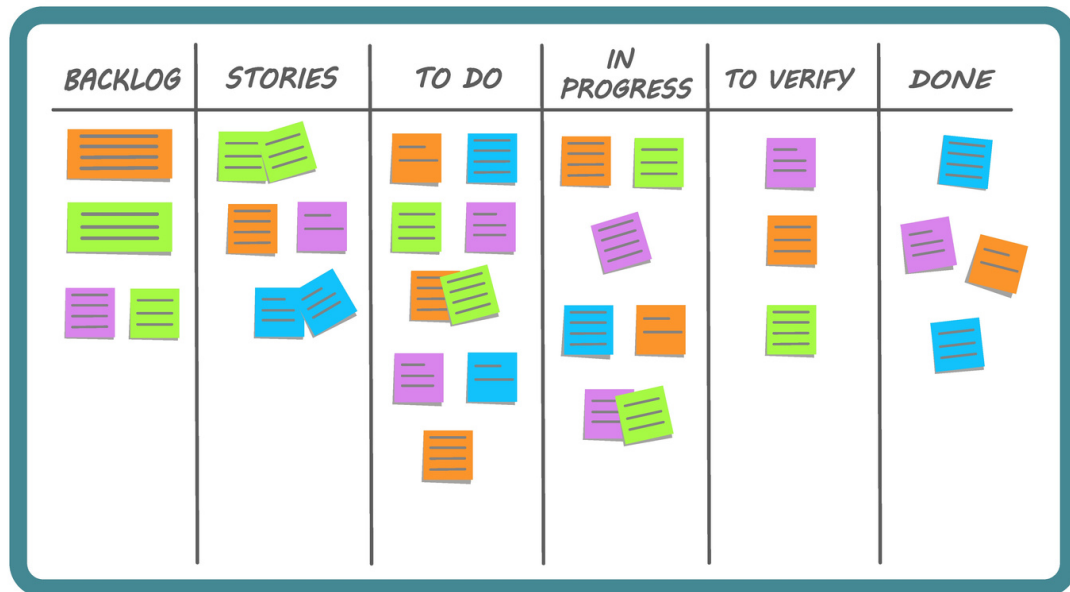 BACKLOG
STORIES
TO DO
IN
PROGRESS
TO VERIFY
DONE